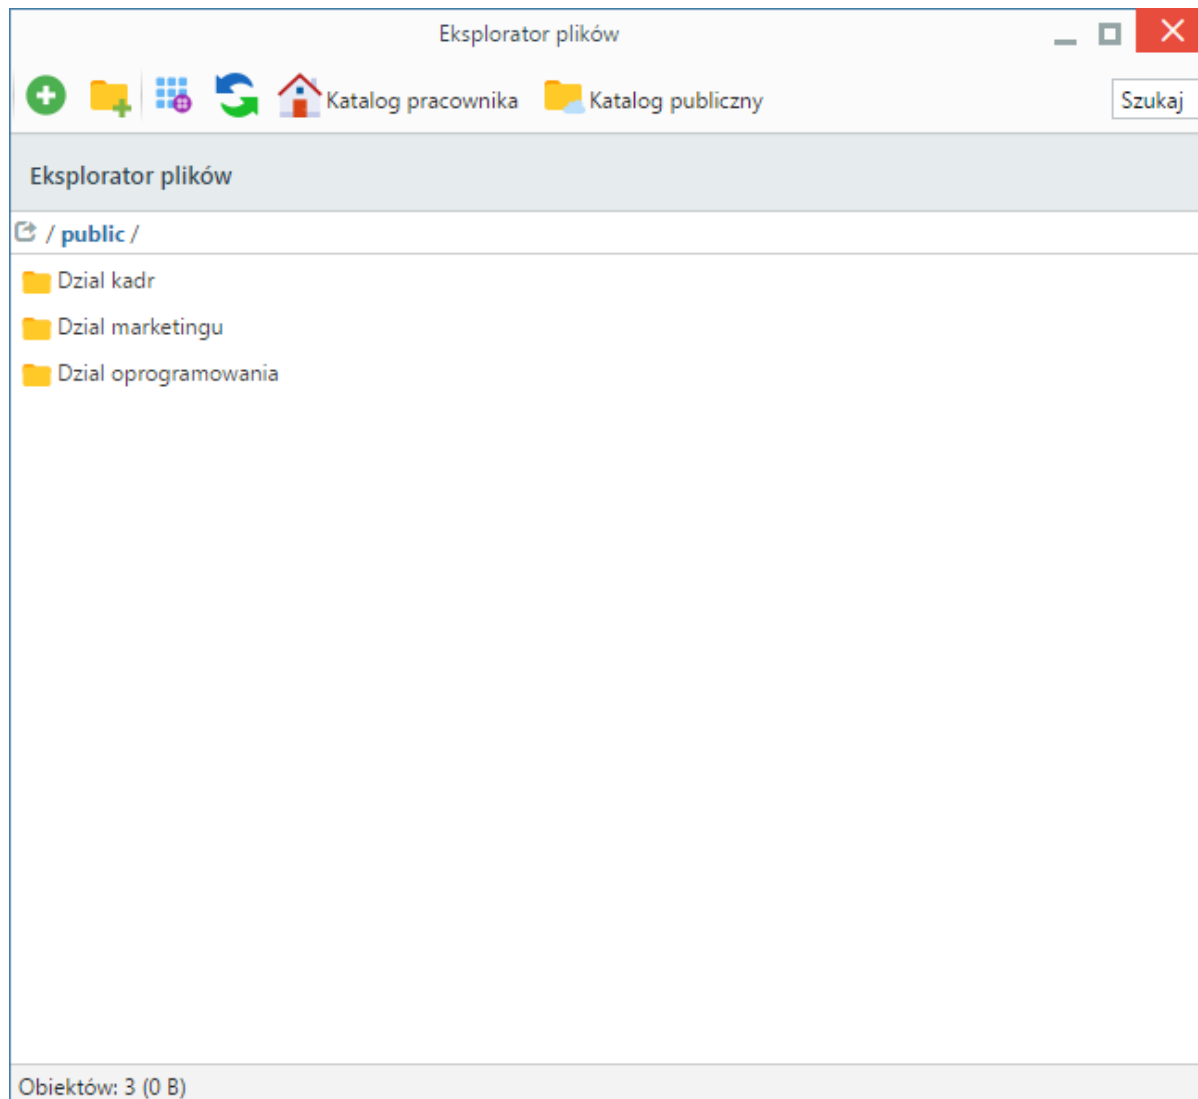 Eksplorator plików
Katalog pracownika Katalog publiczny Szukaj
Eksplorator plików
/ public /
Dzial kadr
Dzial marketingu
Dzial oprogramowania
Obiektów: 3 (0 B)